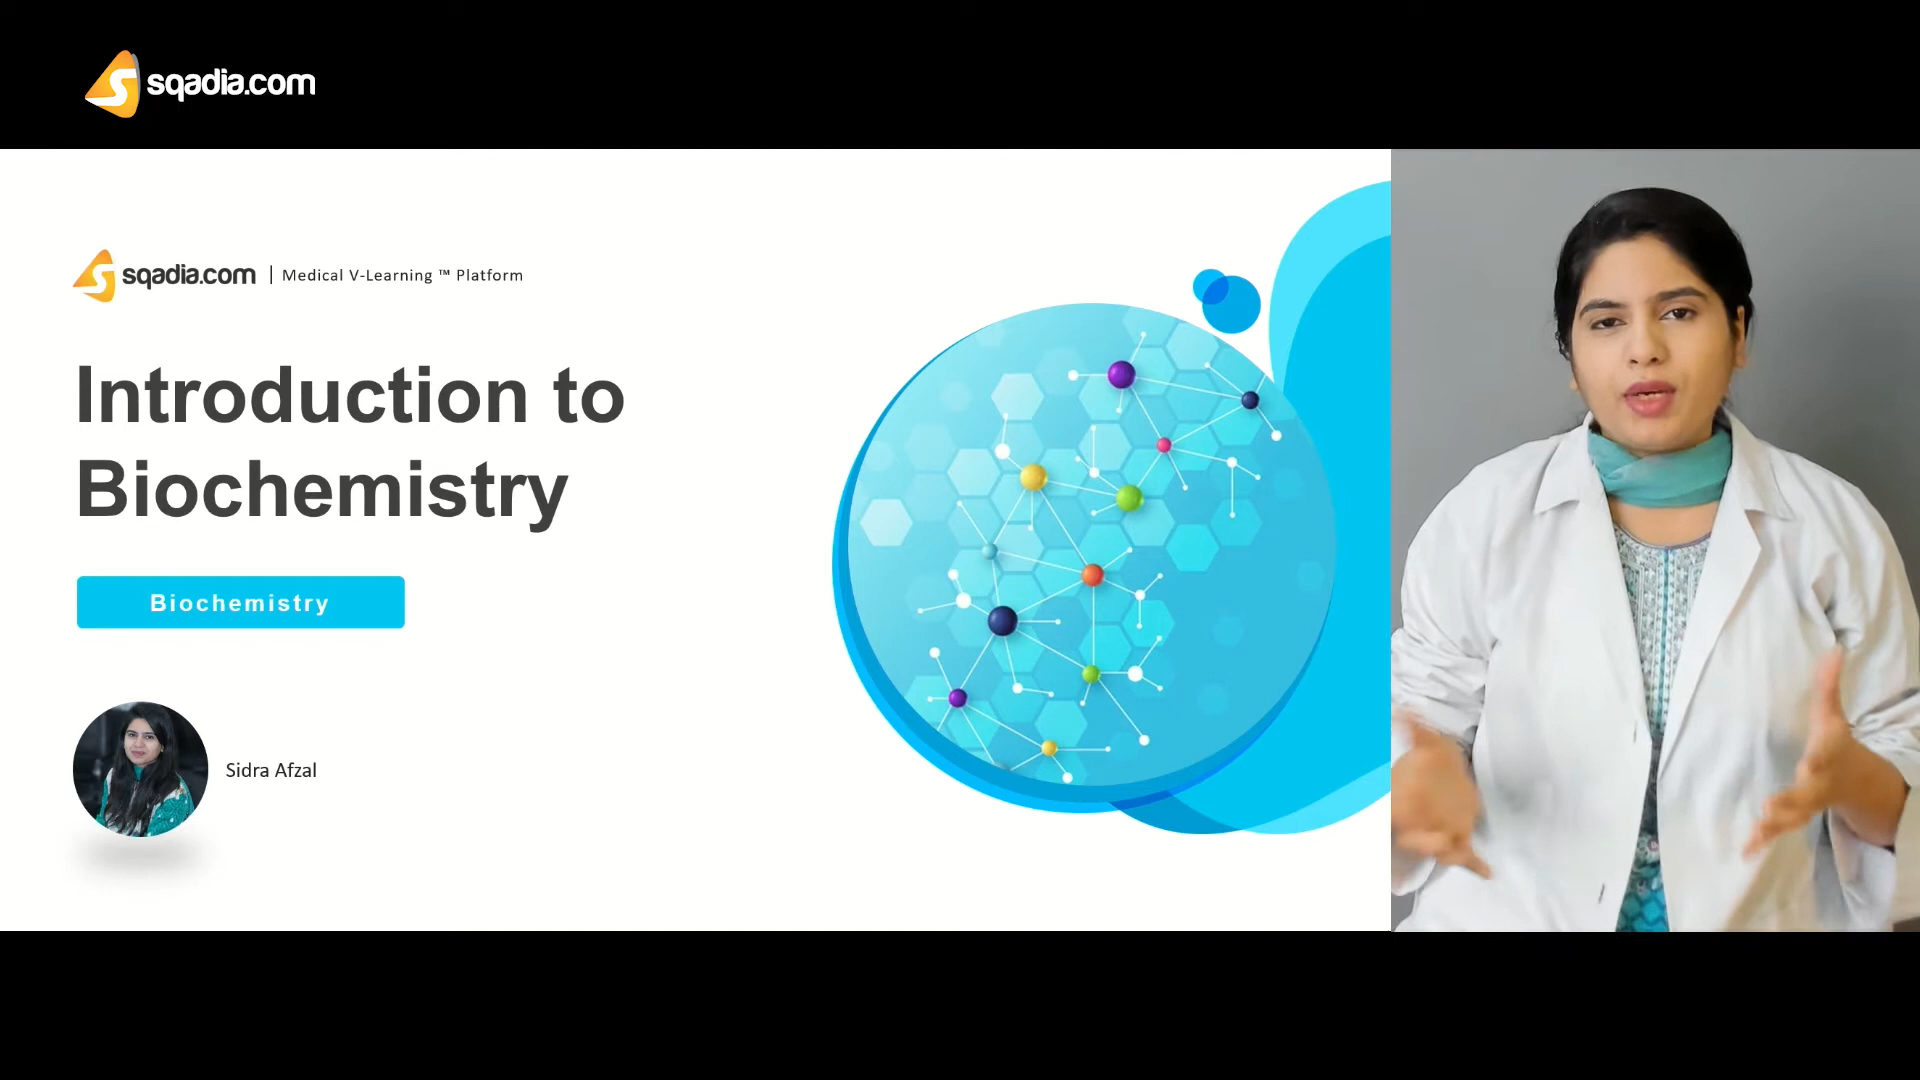 sqadia.com
sqadia.com | Medical V-Learning ™ Platform
Introduction to
Biochemistry
Biochemistry
Sidra Afzal